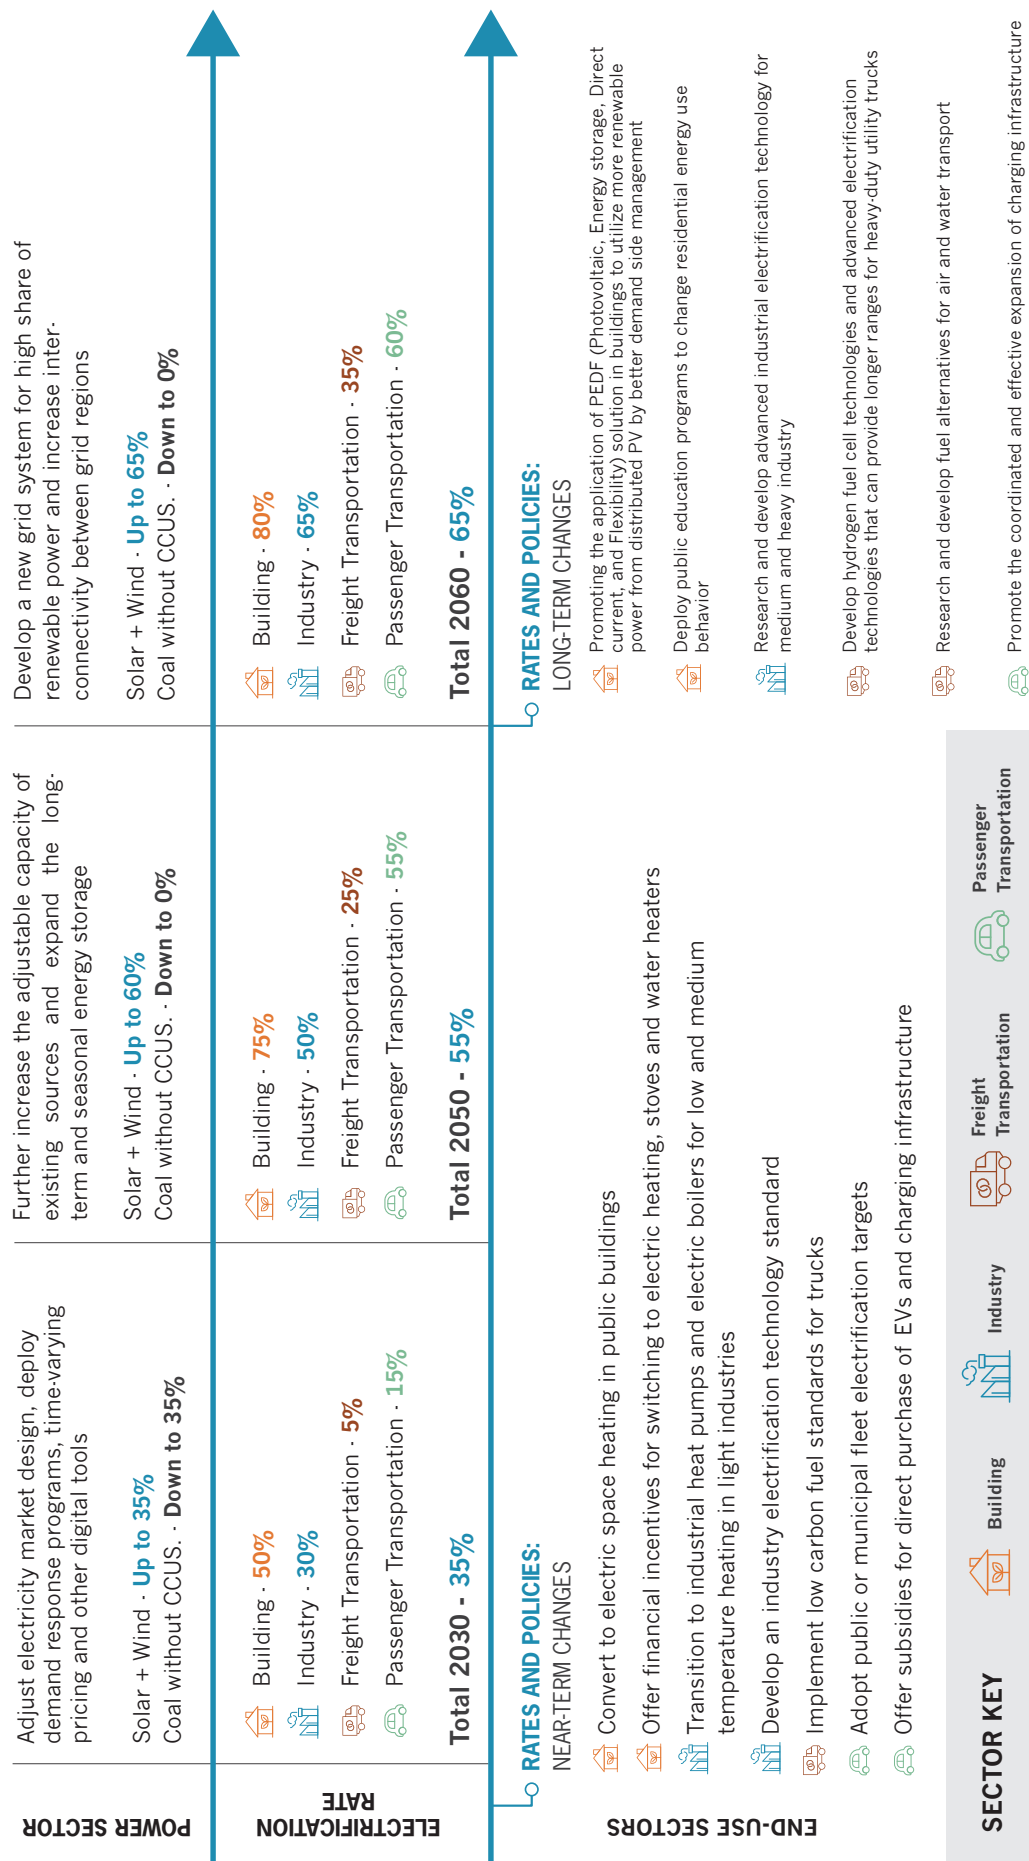 POWER SECTOR
Adjust electricity market design, deploy
demand response programs, time-varying
pricing and other digital tools
Solar + Wind · Up to 35%
Coal without CCUS. · Down to 35%
Further increase the adjustable capacity of
existing sources and expand the long-
term and seasonal energy storage
Solar + Wind · Up to 60%
Coal without CCUS. · Down to 0%
Develop a new grid system for high share of
renewable power and increase inter-
connectivity between grid regions
Solar + Wind · Up to 65%
Coal without CCUS. · Down to 0%
ELECTRIFICATION
RATE
Building · 50%
Industry · 30%
Freight Transportation · 5%
Passenger Transportation · 15%
Total 2030 - 35%
Building · 75%
Industry · 50%
Freight Transportation · 25%
Passenger Transportation · 55%
Total 2050 - 55%
Building · 80%
Industry · 65%
Freight Transportation · 35%
Passenger Transportation · 60%
Total 2060 - 65%
END-USE SECTORS
RATES AND POLICIES:
NEAR-TERM CHANGES
Convert to electric space heating in public buildings
Offer financial incentives for switching to electric heating, stoves and water heaters
Transition to industrial heat pumps and electric boilers for low and medium
temperature heating in light industries
Develop an industry electrification technology standard
Implement low carbon fuel standards for trucks
Adopt public or municipal fleet electrification targets
Offer subsidies for direct purchase of EVs and charging infrastructure
RATES AND POLICIES:
LONG-TERM CHANGES
Promoting the application of PEDF (Photovoltaic, Energy storage, Direct
current, and Flexibility) solution in buildings to utilize more renewable
power from distributed PV by better demand side management
Deploy public education programs to change residential energy use
behavior
Research and develop advanced industrial electrification technology for
medium and heavy industry
Develop hydrogen fuel cell technologies and advanced electrification
technologies that can provide longer ranges for heavy-duty utility trucks
Research and develop fuel alternatives for air and water transport
Promote the coordinated and effective expansion of charging infrastructure
SECTOR KEY
Building
Industry
Freight
Transportation
Passenger
Transportation